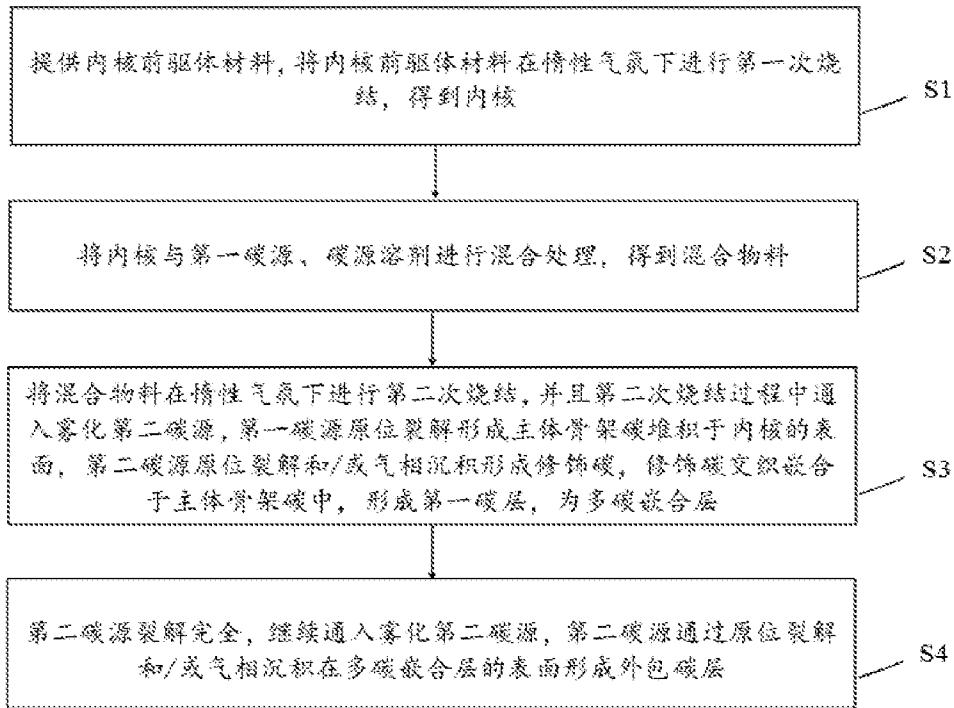 提供内核前驱体材料，将内核前驱体材料在惰性气氛下进行第一次烧
结，得到内核
S1
将内核与第一碳源、碳源溶剂进行混合处理，得到混合物料
S2
将混合物料在惰性气氛下进行第二次烧结，并且第二次烧结过程中通
入雾化第二碳源，第一碳源原位裂解形成主体骨架碳堆积于内核的表
面，第二碳源原位裂解和/或气相沉积形成修饰碳，修饰碳交织嵌合
于主体骨架碳中，形成第一碳层，为多碳嵌合层
S3
第二碳源裂解完全，继续通入雾化第二碳源，第二碳源通过原位裂解
和/或气相沉积在多碳嵌合层的表面形成外包碳层
S4